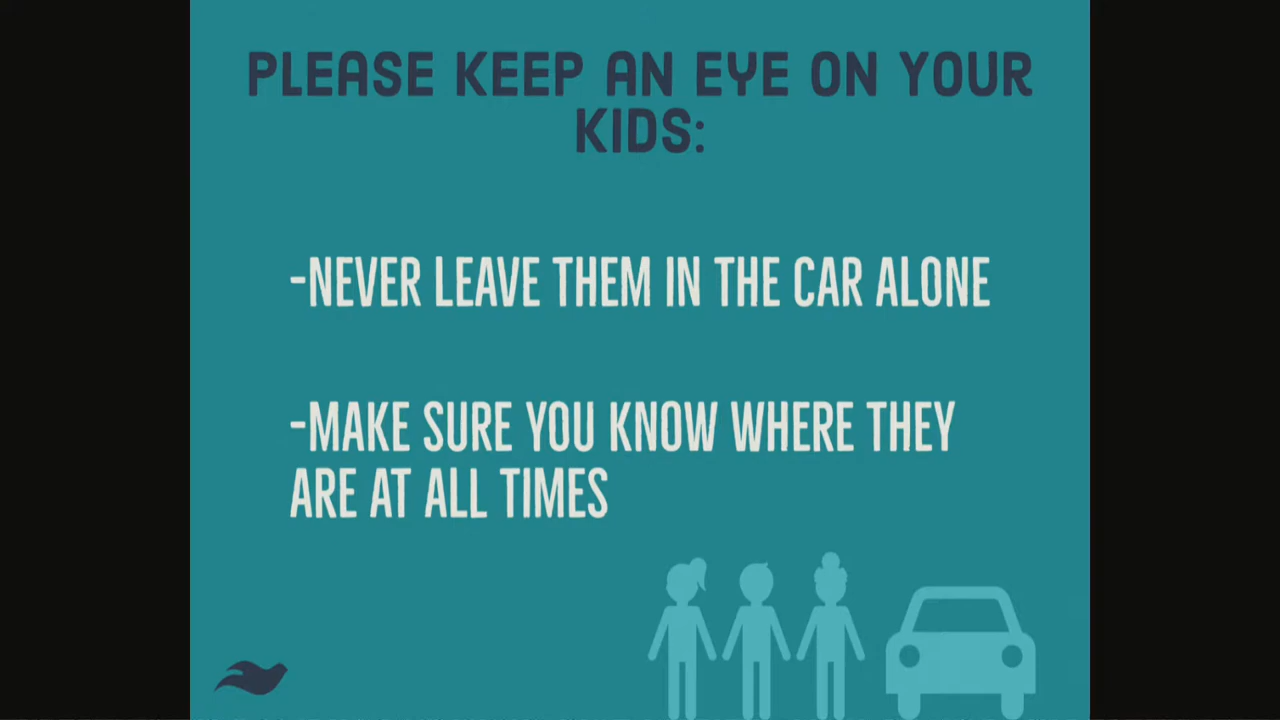 PLEASE KEEP AN EYE ON YOUR
KIDS:
-NEVER LEAVE THEM IN THE CAR ALONE
-MAKE SURE YOU KNOW WHERE THEY
ARE AT ALL TIMES